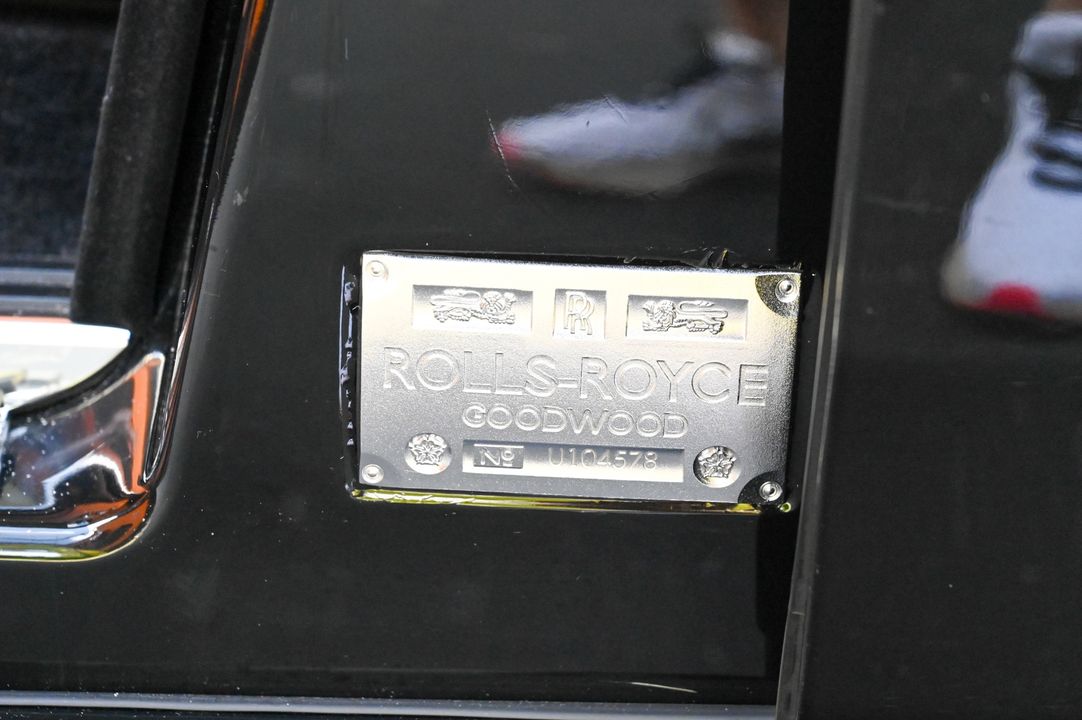 RR
ROLLS-ROYCE
GOODWOOD
Nº U104578